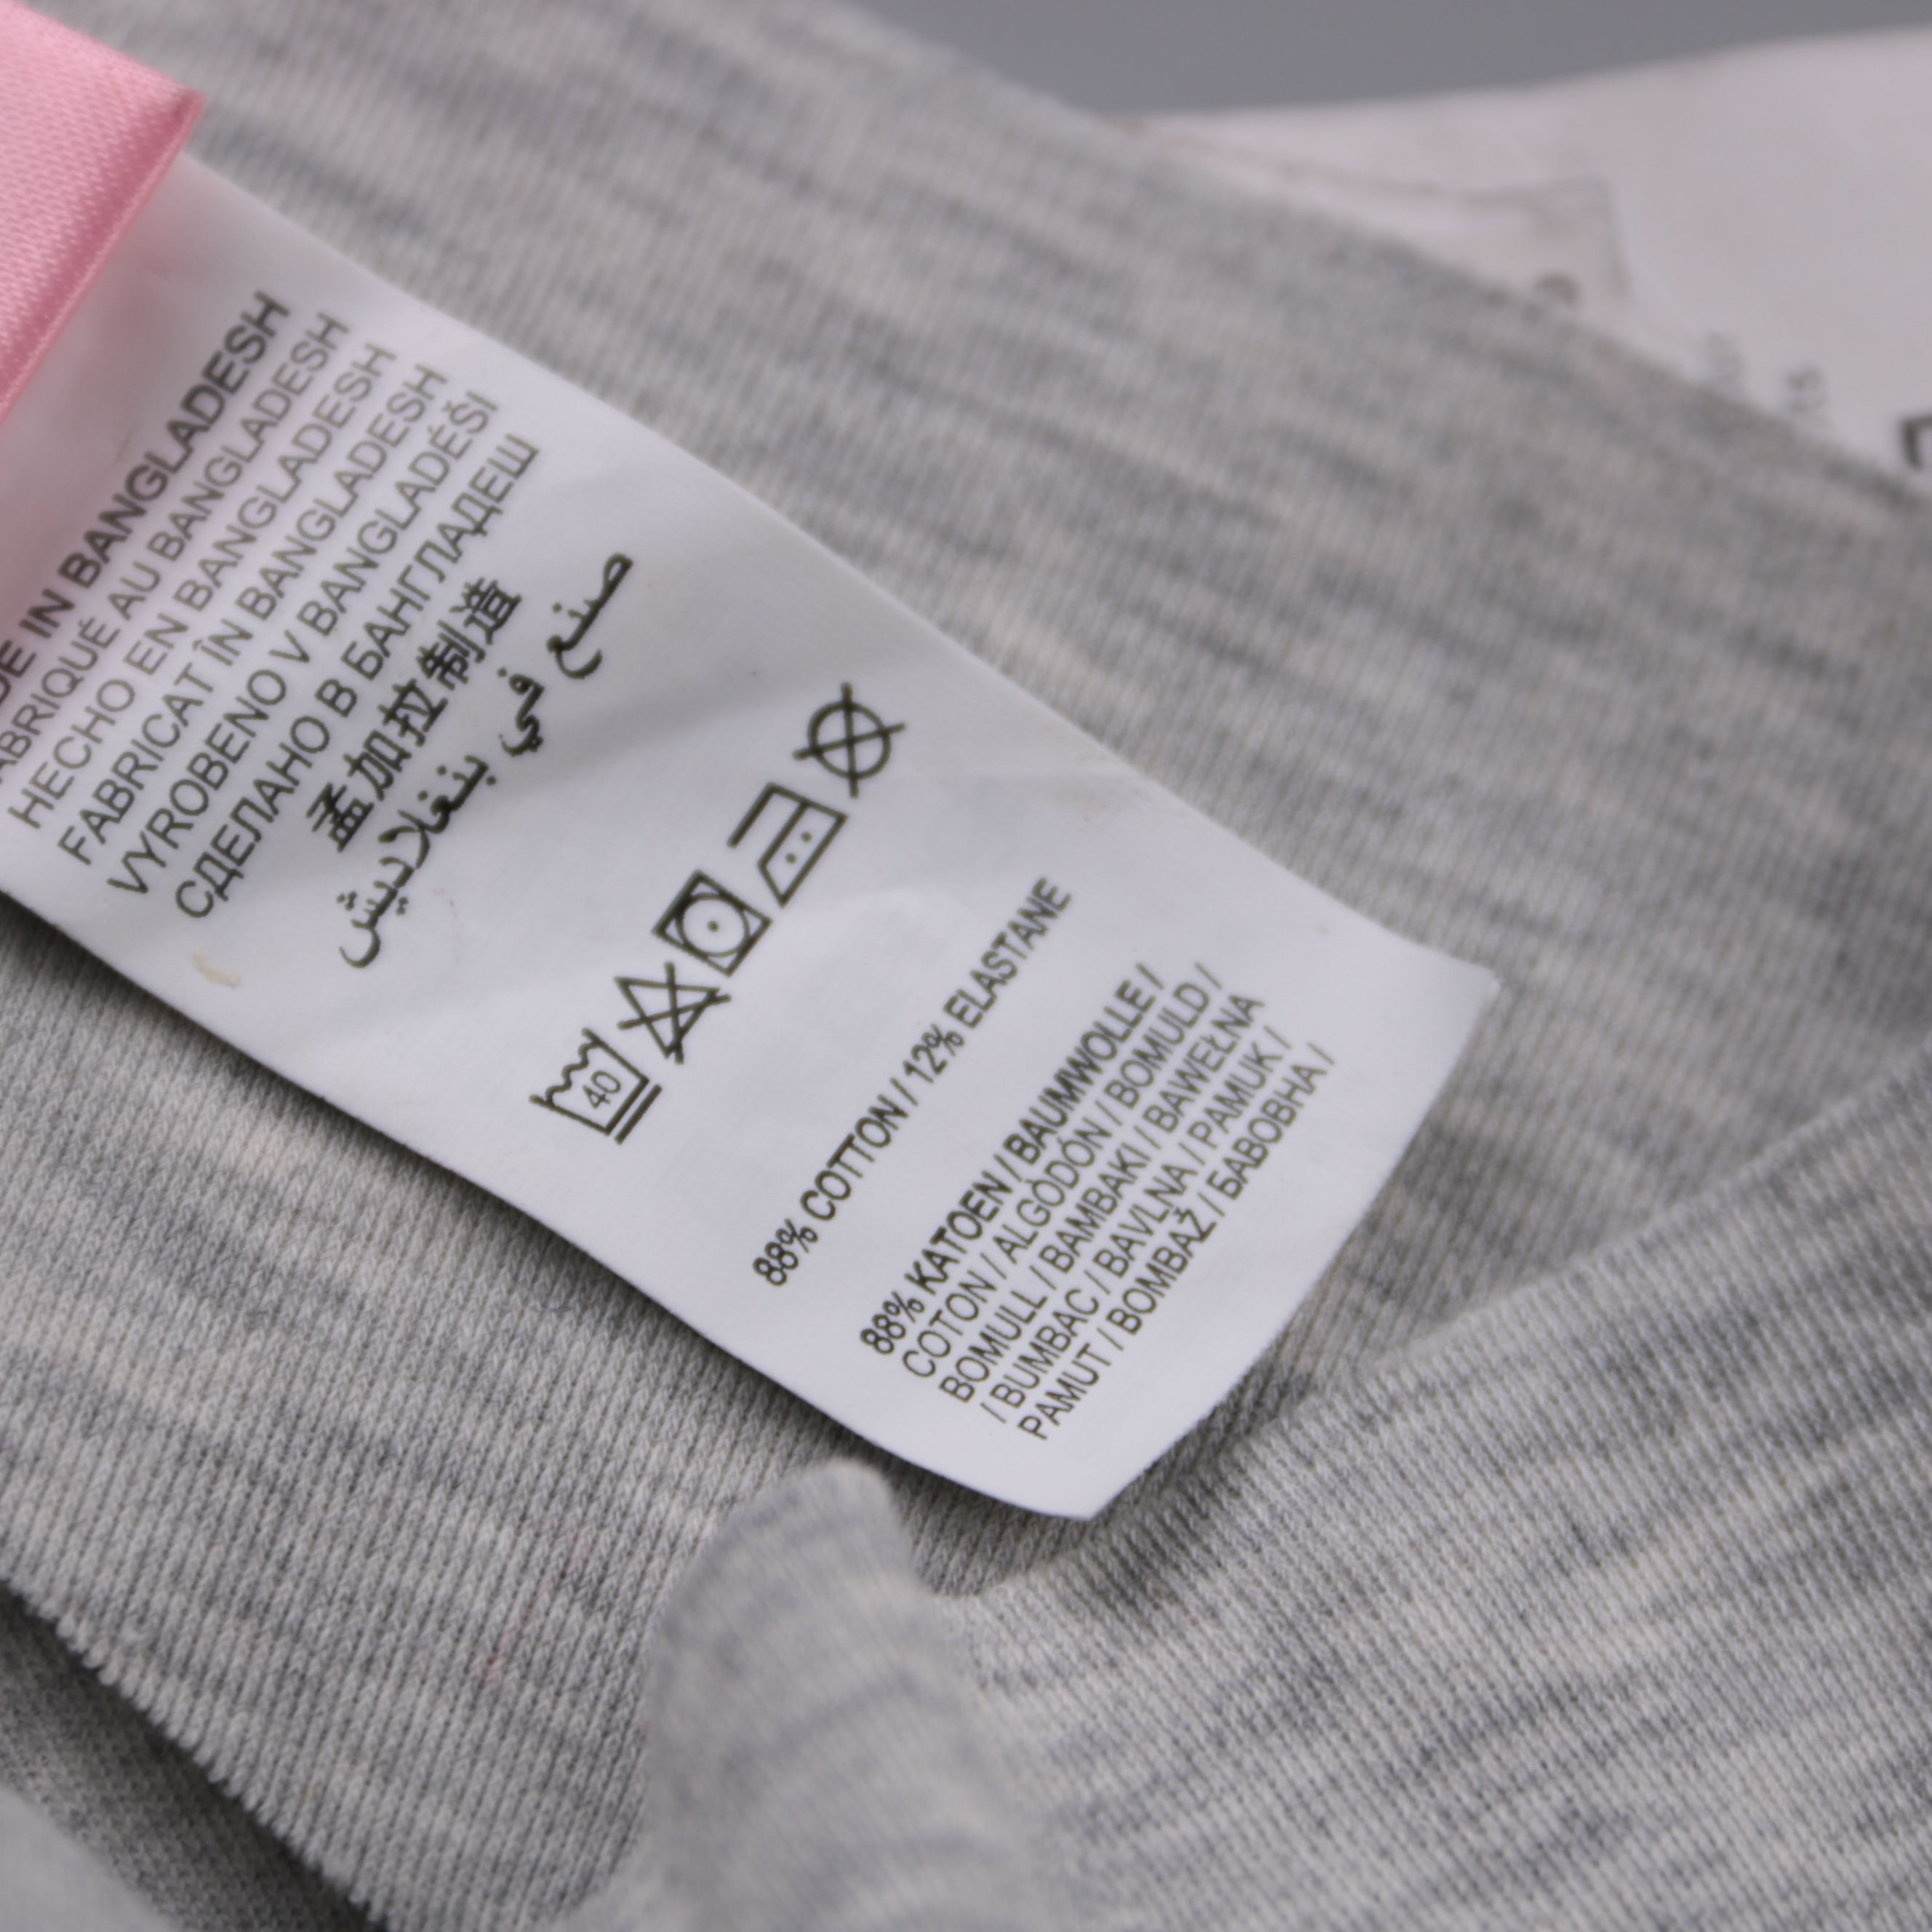 DE IN BANGLADESH
ABRIQUÉ AU BANGLADESH
HECHO EN BANGLADESH
FABRICAT ÎN BANGLADESH
VYROBENO V BANGLADÉŠI
СДЕЛАНО В БАНГЛАДЕШ
孟加拉制造
صنع في بنغلاديش
40
88% COTTON / 12% ELASTANE
88% KATOEN / BAUMWOLLE /
COTON / ALGODÓN / BOMULD /
BOMULL / BAMBAKI / BAWEŁNA
/ BUMBAC / BAVLNA / PAMUK /
PAMUT / BOMBAŽ / БАВОВНА /